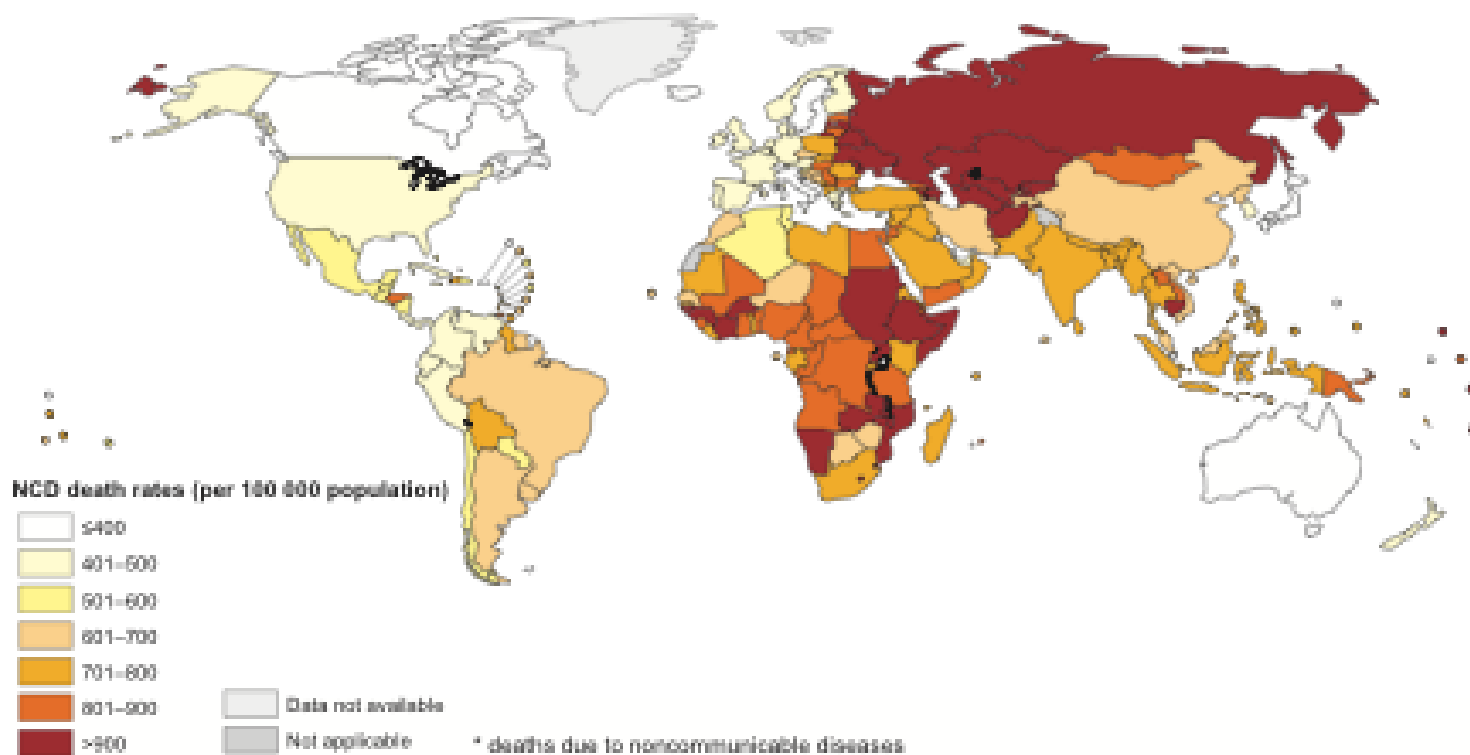 NCD death rates (per 100 000 population)
≤400
401–500
501–600
601–700
701–800
801–900
>900
Data not available
Not applicable
* deaths due to noncommunicable diseases